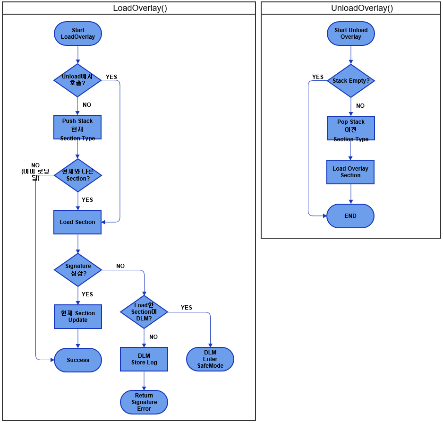 LoadOverlay()
Start
LoadOverlay
Unload에서
호출?
YES
NO
Push Stack
현재
Section Type
현재와 다른
Section?
NO
YES
Load Section
Signature
정상?
NO
YES
현재 Section
Update
Success
Load한
Section이
DLM?
YES
NO
DLM
Store Log
DLM
Enter
SafeMode
Return
Signature
Error
UnloadOverlay()
Start Unload
Overlay
Stack Empty?
YES
NO
Pop Stack
이전
Section Type
Load Overlay
Section
END